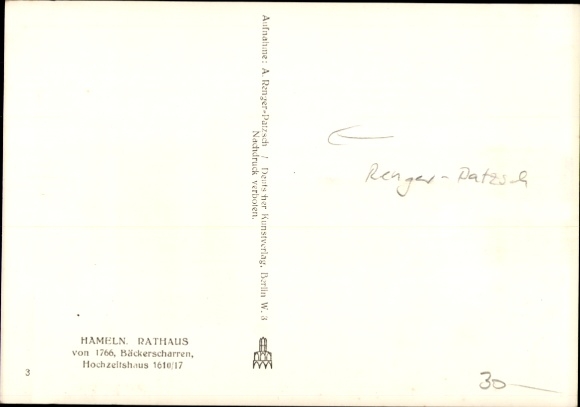 Aufnahme: A. Renger-Patzsch / Deutscher Kunstverlag, Berlin W. 8
Nachdruck verboten.
Renger-Patzsch
HAMELN. RATHAUS
von 1766, Bäckerscharren,
Hochzeitshaus 1610/17
3
30-